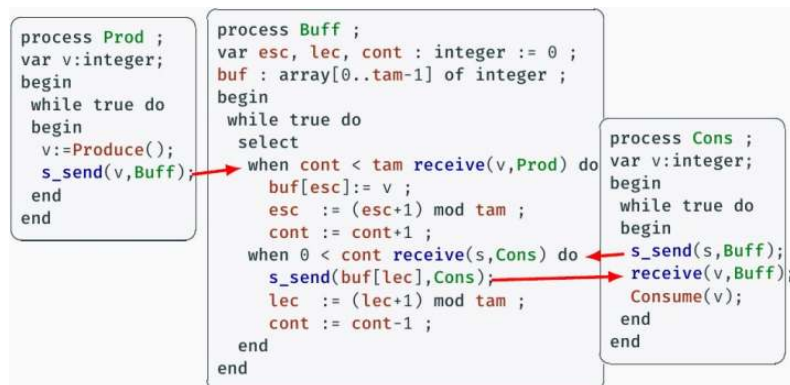 process Prod ;
var v:integer;
begin
while true do
begin
v:=Produce();
s_send(v,Buff);
end
end
process Buff ;
var esc, lec, cont : integer := 0 ;
buf : array[0..tam-1] of integer ;
begin
while true do
select
when cont < tam receive(v,Prod) do
buf[esc]:= v ;
esc := (esc+1) mod tam ;
cont := cont+1 ;
when 0 < cont receive(s,Cons) do
s_send(buf[lec],Cons);
lec := (lec+1) mod tam ;
cont := cont-1 ;
end
end
process Cons ;
var v:integer;
begin
while true do
begin
s_send(s,Buff);
receive(v,Buff);
Consume(v);
end
end